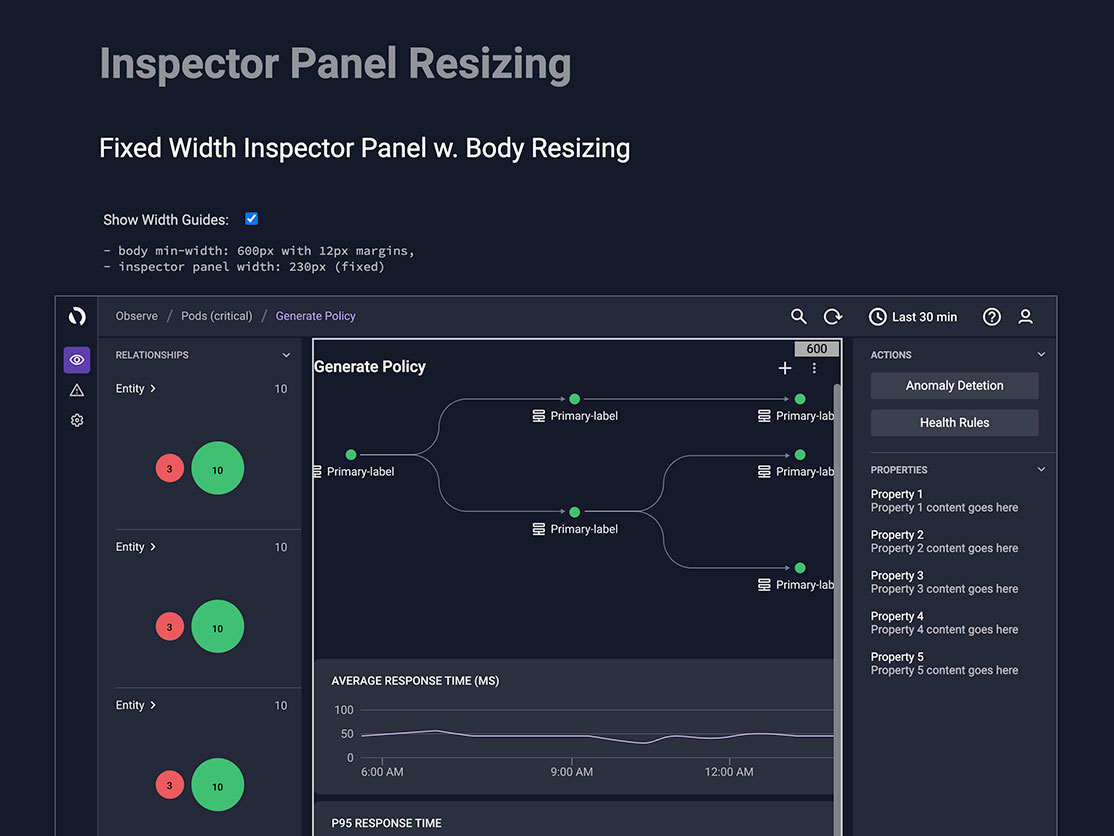 Inspector Panel Resizing
Fixed Width Inspector Panel w. Body Resizing
Show Width Guides:
- body min-width: 600px with 12px margins,
- inspector panel width: 230px (fixed)
Observe / Pods (critical) / Generate Policy
Last 30 min
RELATIONSHIPS
Entity 10
3 10
Entity 10
3 10
Entity 10
3 10
600
Generate Policy
Primary-label
Primary-lab
Primary-label
Primary-lab
Primary-label
Primary-lab
AVERAGE RESPONSE TIME (MS)
100
50
0
6:00 AM 9:00 AM 12:00 AM
P95 RESPONSE TIME
ACTIONS
Anomaly Detetion
Health Rules
PROPERTIES
Property 1
Property 1 content goes here
Property 2
Property 2 content goes here
Property 3
Property 3 content goes here
Property 4
Property 4 content goes here
Property 5
Property 5 content goes here